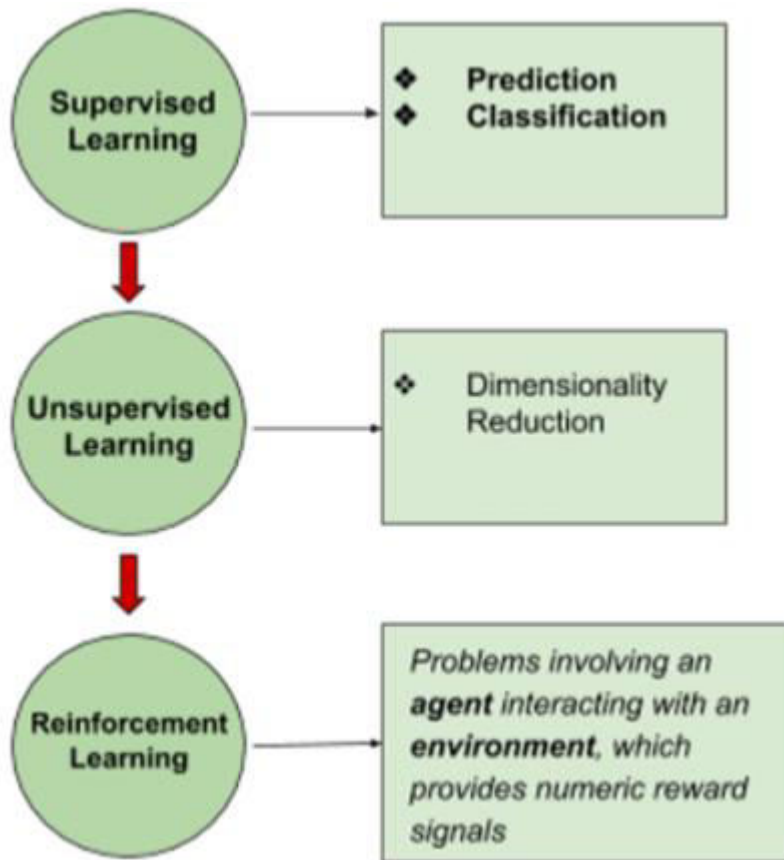 Supervised
Learning
❖ Prediction
❖ Classification
Unsupervised
Learning
❖ Dimensionality
Reduction
Reinforcement
Learning
Problems involving an
agent interacting with an
environment, which
provides numeric reward
signals